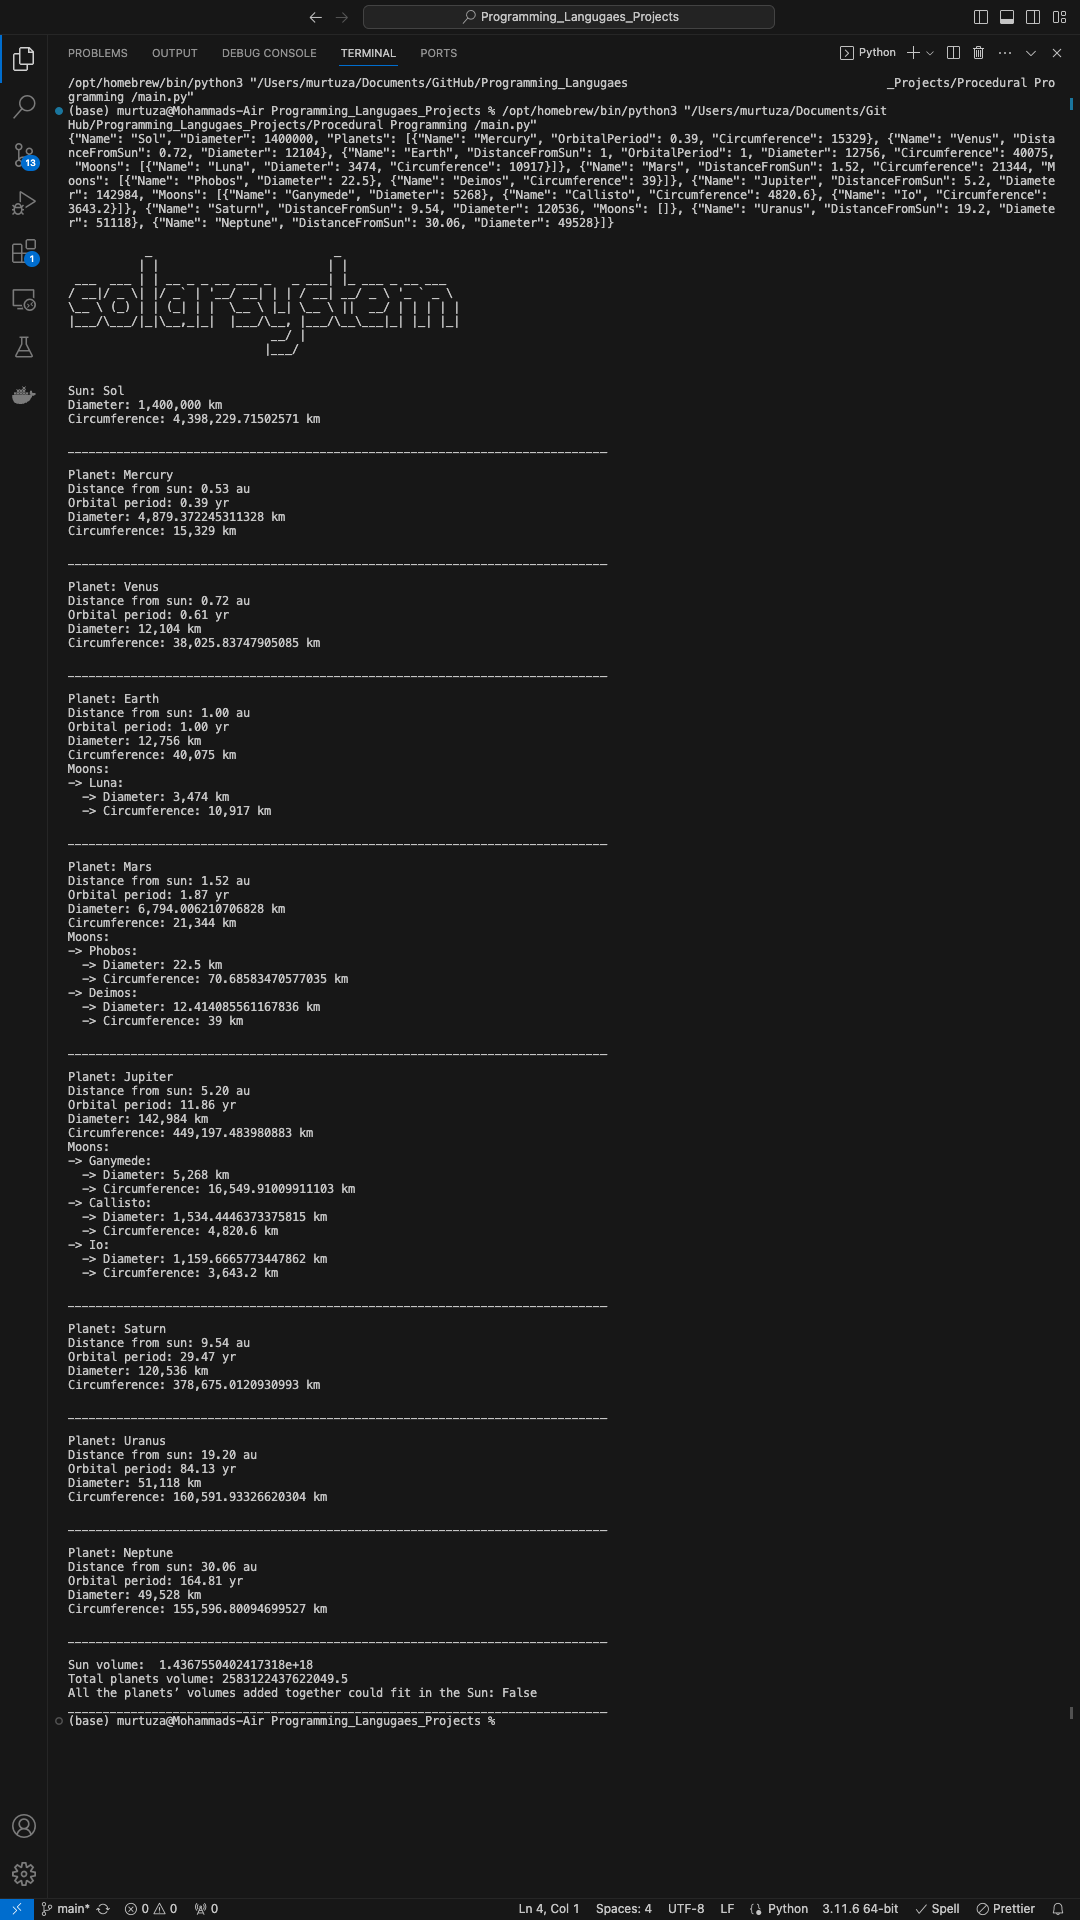 Programming_Langugaes_Projects
PROBLEMS OUTPUT DEBUG CONSOLE TERMINAL PORTS Python
/opt/homebrew/bin/python3 "/Users/murtuza/Documents/GitHub/Programming_Langugaes _Projects/Procedural Pro
gramming /main.py"
(base) murtuza@Mohammads-Air Programming_Langugaes_Projects % /opt/homebrew/bin/python3 "/Users/murtuza/Documents/Git
Hub/Programming_Langugaes_Projects/Procedural Programming /main.py"
{"Name": "Sol", "Diameter": 1400000, "Planets": [{"Name": "Mercury", "OrbitalPeriod": 0.39, "Circumference": 15329}, {"Name": "Venus", "Dista
nceFromSun": 0.72, "Diameter": 12104}, {"Name": "Earth", "DistanceFromSun": 1, "OrbitalPeriod": 1, "Diameter": 12756, "Circumference": 40075,
"Moons": [{"Name": "Luna", "Diameter": 3474, "Circumference": 10917}]}, {"Name": "Mars", "DistanceFromSun": 1.52, "Circumference": 21344, "M
oons": [{"Name": "Phobos", "Diameter": 22.5}, {"Name": "Deimos", "Circumference": 39}]}, {"Name": "Jupiter", "DistanceFromSun": 5.2, "Diamete
r": 142984, "Moons": [{"Name": "Ganymede", "Diameter": 5268}, {"Name": "Callisto", "Circumference": 4820.6}, {"Name": "Io", "Circumference":
3643.2}]}, {"Name": "Saturn", "DistanceFromSun": 9.54, "Diameter": 120536, "Moons": []}, {"Name": "Uranus", "DistanceFromSun": 19.2, "Diamete
r": 51118}, {"Name": "Neptune", "DistanceFromSun": 30.06, "Diameter": 49528}]}
solar system
Sun: Sol
Diameter: 1,400,000 km
Circumference: 4,398,229.71502571 km
Planet: Mercury
Distance from sun: 0.53 au
Orbital period: 0.39 yr
Diameter: 4,879.372245311328 km
Circumference: 15,329 km
Planet: Venus
Distance from sun: 0.72 au
Orbital period: 0.61 yr
Diameter: 12,104 km
Circumference: 38,025.83747905085 km
Planet: Earth
Distance from sun: 1.00 au
Orbital period: 1.00 yr
Diameter: 12,756 km
Circumference: 40,075 km
Moons:
—> Luna:
—> Diameter: 3,474 km
—> Circumference: 10,917 km
Planet: Mars
Distance from sun: 1.52 au
Orbital period: 1.87 yr
Diameter: 6,794.006210706828 km
Circumference: 21,344 km
Moons:
—> Phobos:
—> Diameter: 22.5 km
—> Circumference: 70.68583470577035 km
—> Deimos:
—> Diameter: 12.414085561167836 km
—> Circumference: 39 km
Planet: Jupiter
Distance from sun: 5.20 au
Orbital period: 11.86 yr
Diameter: 142,984 km
Circumference: 449,197.483980883 km
Moons:
—> Ganymede:
—> Diameter: 5,268 km
—> Circumference: 16,549.91009911103 km
—> Callisto:
—> Diameter: 1,534.4446373375815 km
—> Circumference: 4,820.6 km
—> Io:
—> Diameter: 1,159.6665773447862 km
—> Circumference: 3,643.2 km
Planet: Saturn
Distance from sun: 9.54 au
Orbital period: 29.47 yr
Diameter: 120,536 km
Circumference: 378,675.0120930993 km
Planet: Uranus
Distance from sun: 19.20 au
Orbital period: 84.13 yr
Diameter: 51,118 km
Circumference: 160,591.93326620304 km
Planet: Neptune
Distance from sun: 30.06 au
Orbital period: 164.81 yr
Diameter: 49,528 km
Circumference: 155,596.80094699527 km
Sun volume: 1.4367550402417318e+18
Total planets volume: 2583122437622049.5
All the planets’ volumes added together could fit in the Sun: False
(base) murtuza@Mohammads-Air Programming_Langugaes_Projects %
13
1
main* 0 0 0 Ln 4, Col 1 Spaces: 4 UTF-8 LF Python 3.11.6 64-bit Spell Prettier